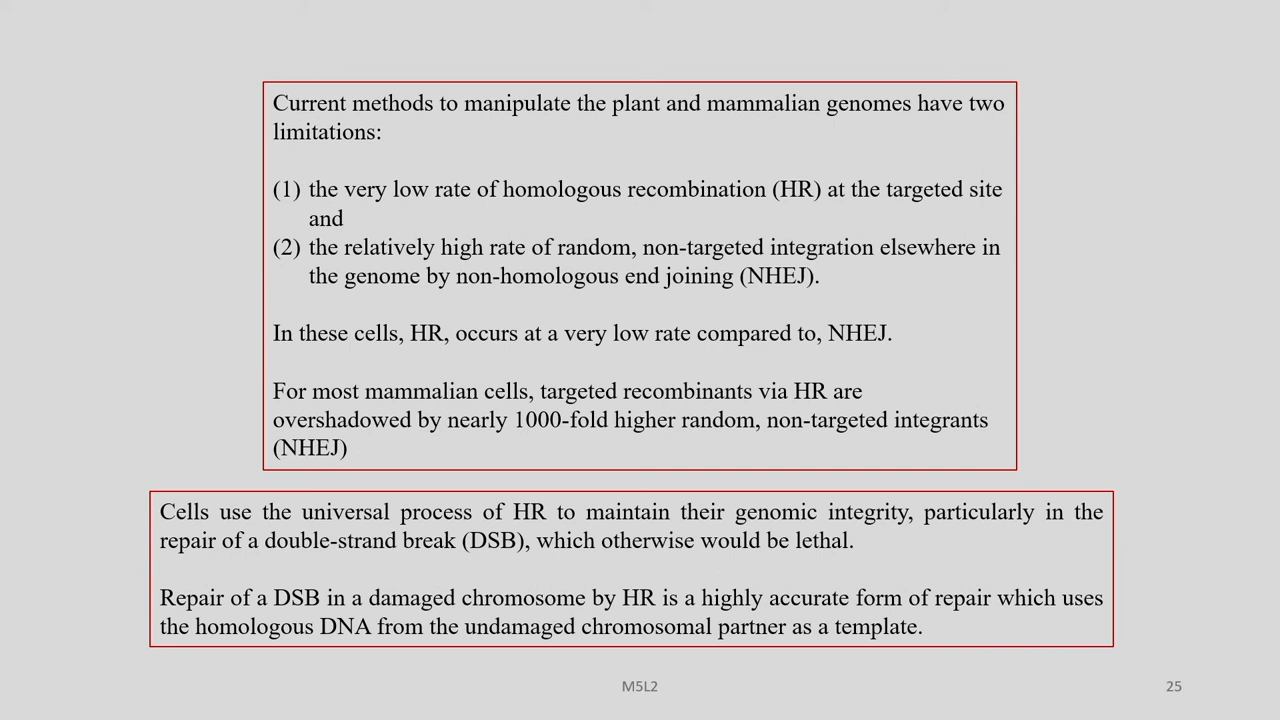 Current methods to manipulate the plant and mammalian genomes have two
limitations:
(1) the very low rate of homologous recombination (HR) at the targeted site
and
(2) the relatively high rate of random, non-targeted integration elsewhere in
the genome by non-homologous end joining (NHEJ).
In these cells, HR, occurs at a very low rate compared to, NHEJ.
For most mammalian cells, targeted recombinants via HR are
overshadowed by nearly 1000-fold higher random, non-targeted integrants
(NHEJ)
Cells use the universal process of HR to maintain their genomic integrity, particularly in the
repair of a double-strand break (DSB), which otherwise would be lethal.
Repair of a DSB in a damaged chromosome by HR is a highly accurate form of repair which uses
the homologous DNA from the undamaged chromosomal partner as a template.
M5L2
25